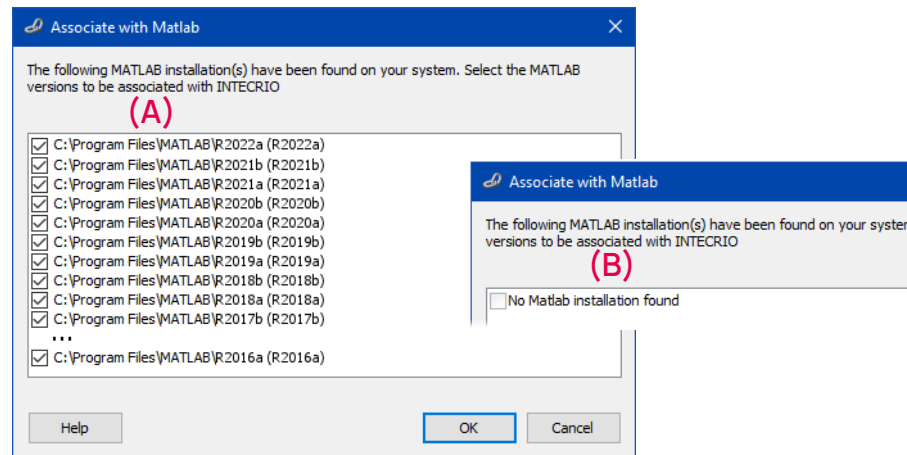 Associate with Matlab
The following MATLAB installation(s) have been found on your system. Select the MATLAB
versions to be associated with INTECRIO
(A)
C:\Program Files\MATLAB\R2022a (R2022a)
C:\Program Files\MATLAB\R2021b (R2021b)
C:\Program Files\MATLAB\R2021a (R2021a)
C:\Program Files\MATLAB\R2020b (R2020b)
C:\Program Files\MATLAB\R2020a (R2020a)
C:\Program Files\MATLAB\R2019b (R2019b)
C:\Program Files\MATLAB\R2019a (R2019a)
C:\Program Files\MATLAB\R2018b (R2018b)
C:\Program Files\MATLAB\R2018a (R2018a)
C:\Program Files\MATLAB\R2017b (R2017b)
...
C:\Program Files\MATLAB\R2016a (R2016a)
Help
OK
Cancel
Associate with Matlab
The following MATLAB installation(s) have been found on your system
versions to be associated with INTECRIO
(B)
No Matlab installation found